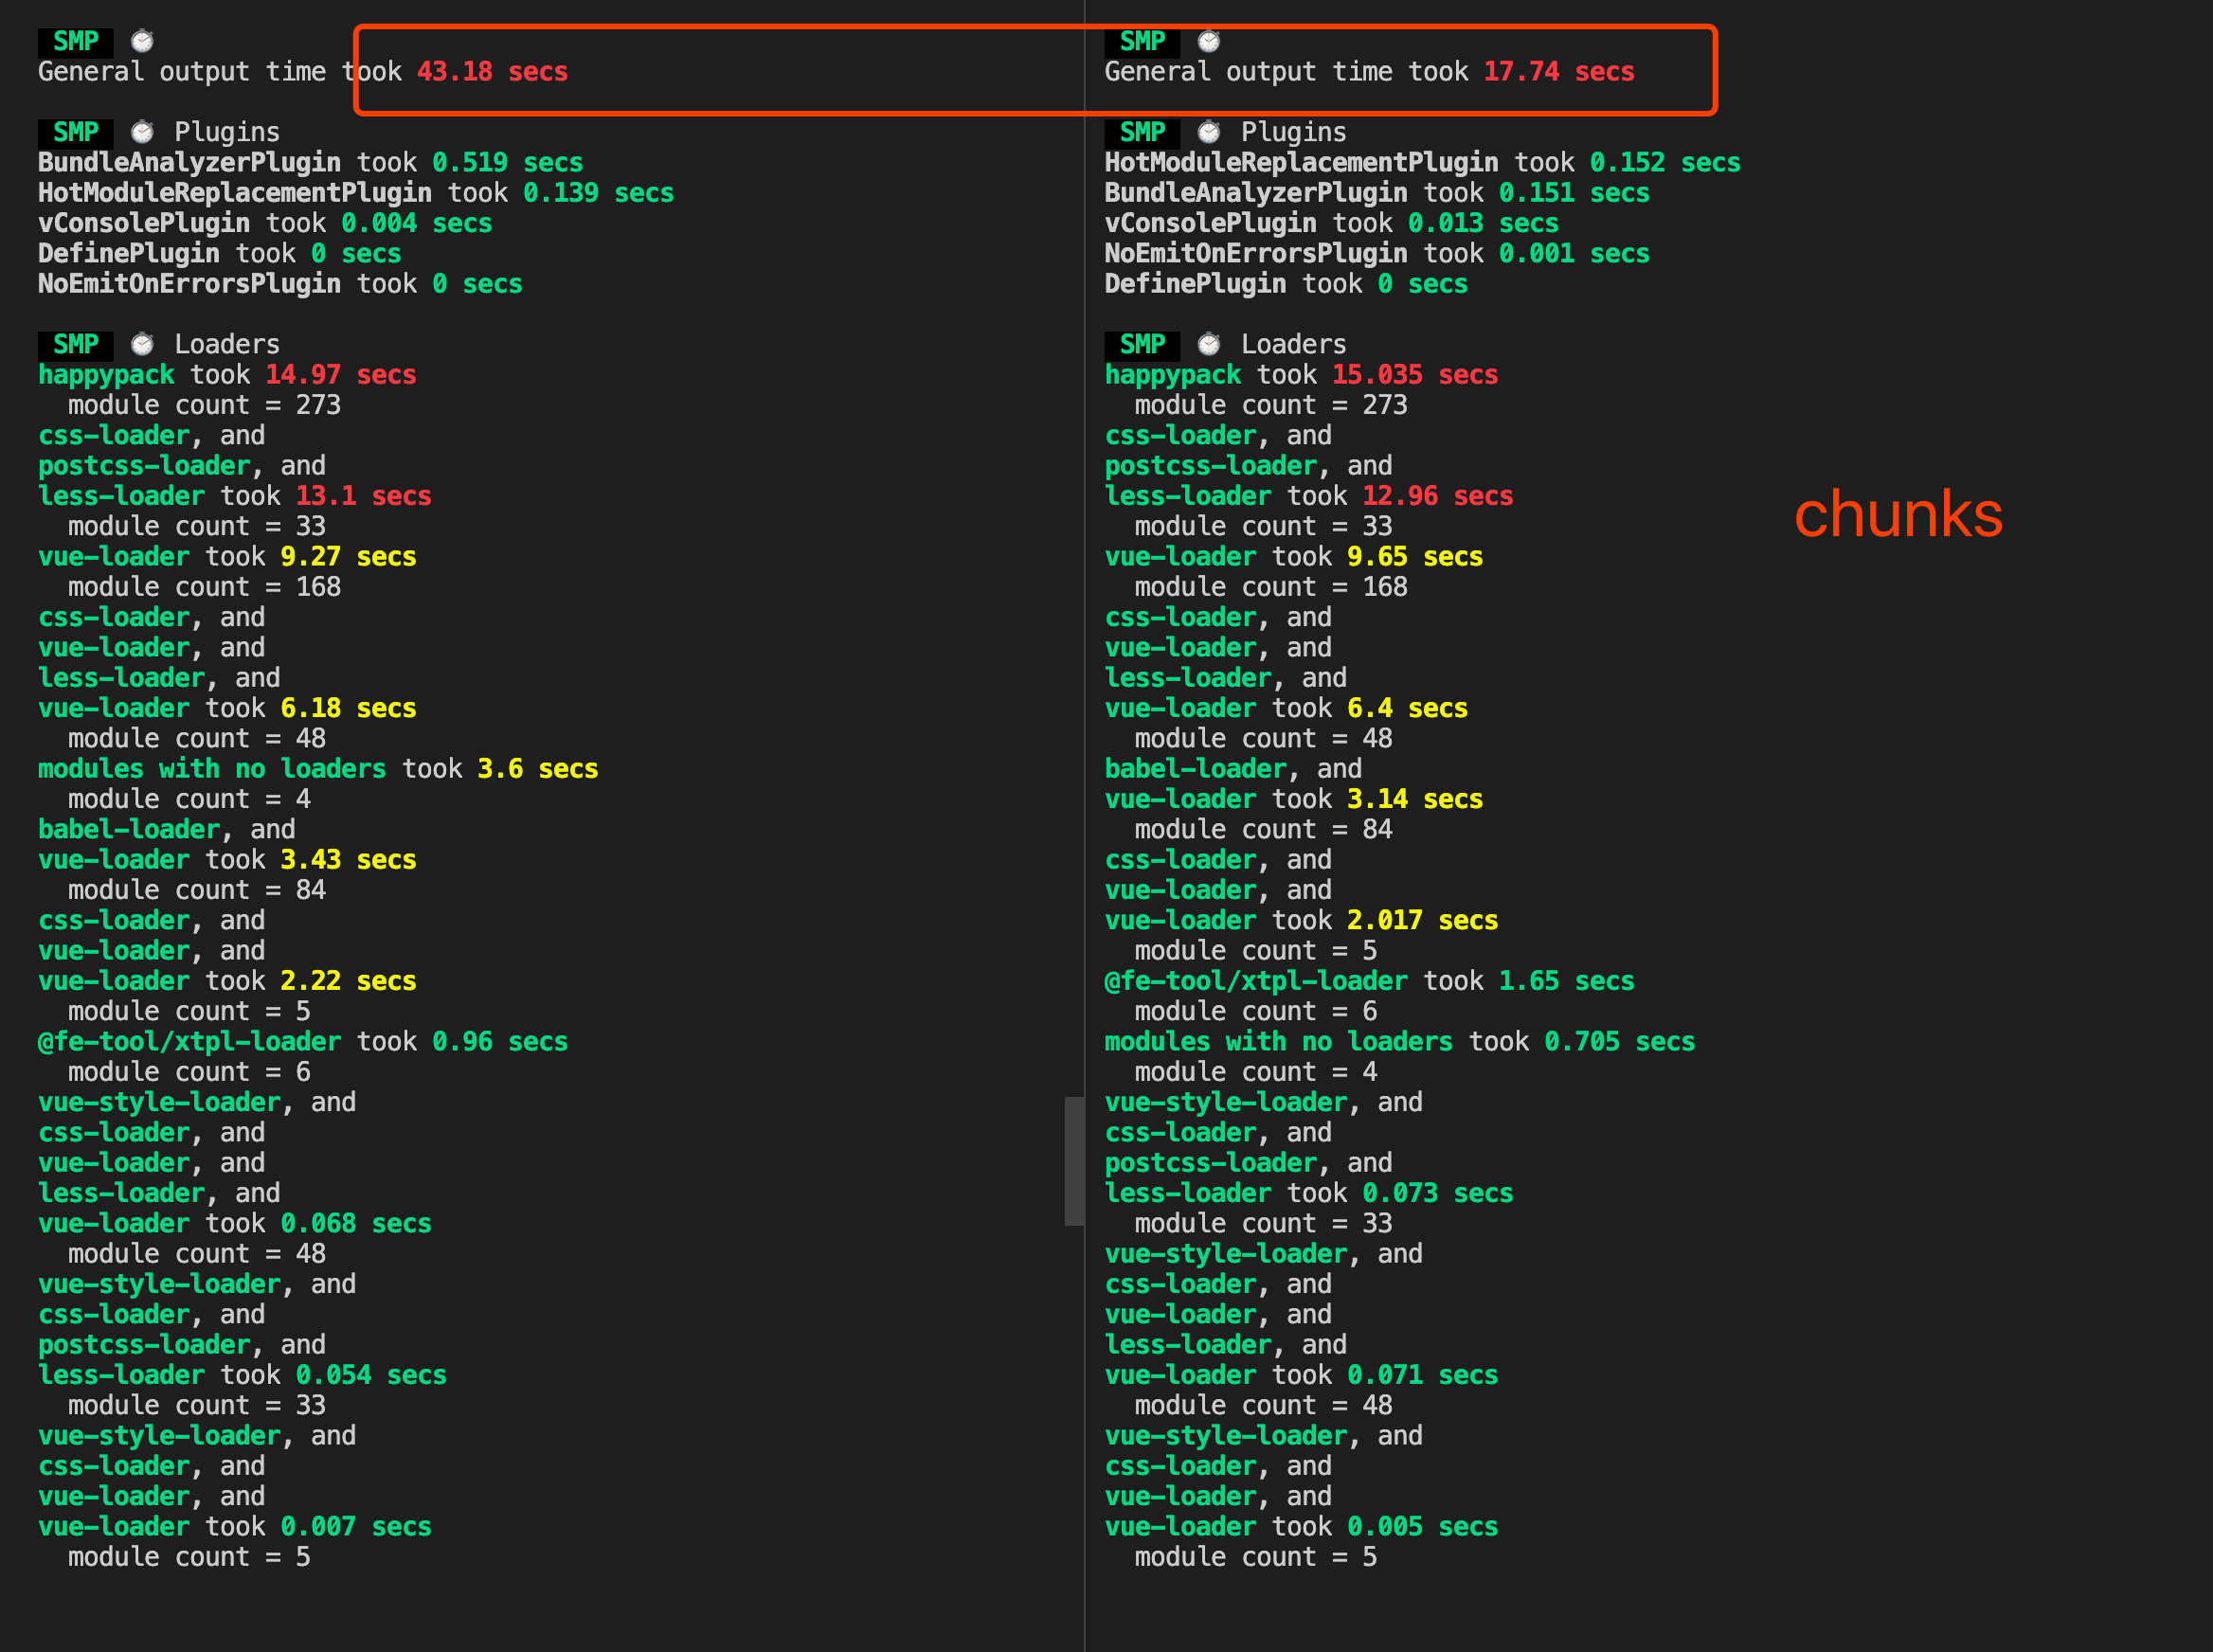 SMP ⏱
General output time took 43.18 secs
SMP ⏱ Plugins
BundleAnalyzerPlugin took 0.519 secs
HotModuleReplacementPlugin took 0.139 secs
vConsolePlugin took 0.004 secs
DefinePlugin took 0 secs
NoEmitOnErrorsPlugin took 0 secs
SMP ⏱ Loaders
happypack took 14.97 secs
module count = 273
css-loader, and
postcss-loader, and
less-loader took 13.1 secs
module count = 33
vue-loader took 9.27 secs
module count = 168
css-loader, and
vue-loader, and
less-loader, and
vue-loader took 6.18 secs
module count = 48
modules with no loaders took 3.6 secs
module count = 4
babel-loader, and
vue-loader took 3.43 secs
module count = 84
css-loader, and
vue-loader, and
vue-loader took 2.22 secs
module count = 5
@fe-tool/xtpl-loader took 0.96 secs
module count = 6
vue-style-loader, and
css-loader, and
vue-loader, and
less-loader, and
vue-loader took 0.068 secs
module count = 48
vue-style-loader, and
css-loader, and
postcss-loader, and
less-loader took 0.054 secs
module count = 33
vue-style-loader, and
css-loader, and
vue-loader, and
vue-loader took 0.007 secs
module count = 5
SMP ⏱
General output time took 17.74 secs
SMP ⏱ Plugins
HotModuleReplacementPlugin took 0.152 secs
BundleAnalyzerPlugin took 0.151 secs
vConsolePlugin took 0.013 secs
NoEmitOnErrorsPlugin took 0.001 secs
DefinePlugin took 0 secs
SMP ⏱ Loaders
happypack took 15.035 secs
module count = 273
css-loader, and
postcss-loader, and
less-loader took 12.96 secs
module count = 33
vue-loader took 9.65 secs
module count = 168
css-loader, and
vue-loader, and
less-loader, and
vue-loader took 6.4 secs
module count = 48
babel-loader, and
vue-loader took 3.14 secs
module count = 84
css-loader, and
vue-loader, and
vue-loader took 2.017 secs
module count = 5
@fe-tool/xtpl-loader took 1.65 secs
module count = 6
modules with no loaders took 0.705 secs
module count = 4
vue-style-loader, and
css-loader, and
postcss-loader, and
less-loader took 0.073 secs
module count = 33
vue-style-loader, and
css-loader, and
vue-loader, and
less-loader, and
vue-loader took 0.071 secs
module count = 48
vue-style-loader, and
css-loader, and
vue-loader, and
vue-loader took 0.005 secs
module count = 5
chunks